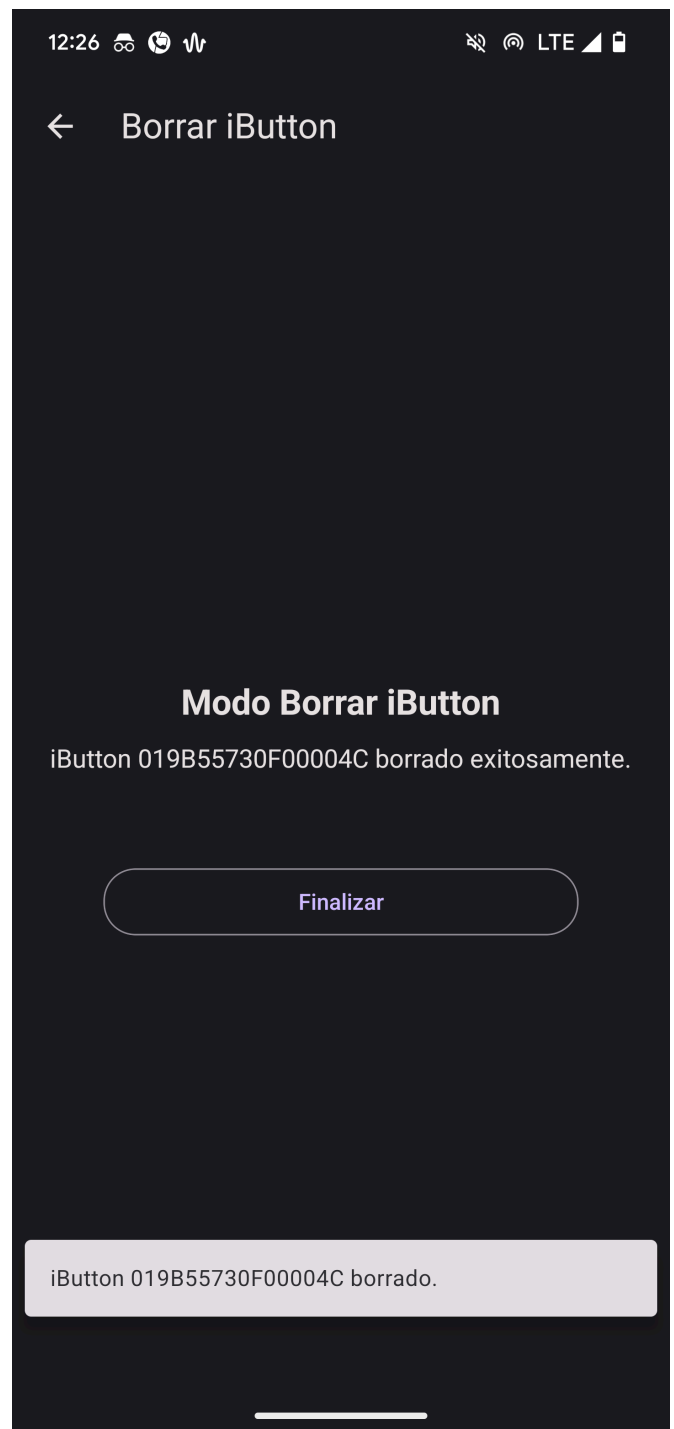 12:26
LTE
Borrar iButton
Modo Borrar iButton
iButton 019B55730F00004C borrado exitosamente.
Finalizar
iButton 019B55730F00004C borrado.